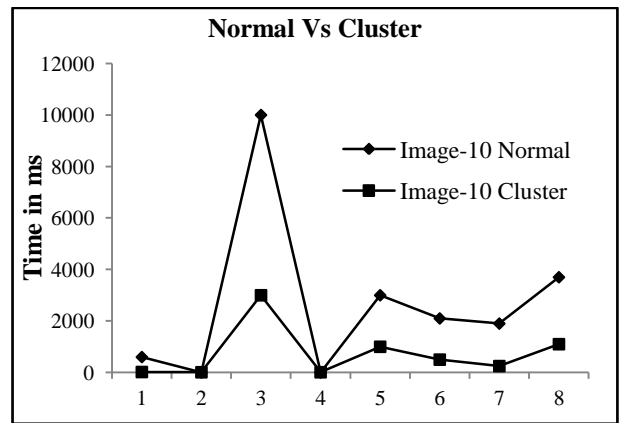 Normal Vs Cluster
12000
10000
8000
6000
4000
2000
0
Time in ms
Image-10 Normal
Image-10 Cluster
1 2 3 4 5 6 7 8